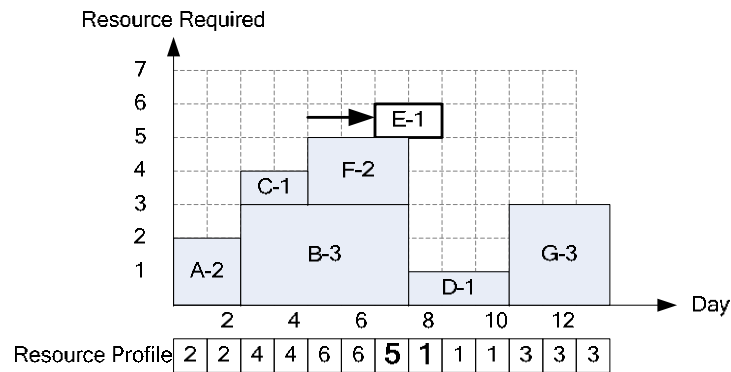 Resource Required
7
6
E-1
5
F-2
4
C-1
3
B-3
G-3
2
A-2
1
D-1
Day
2 4 6 8 10 12
Resource Profile 2 2 4 4 6 6 5 1 1 1 3 3 3